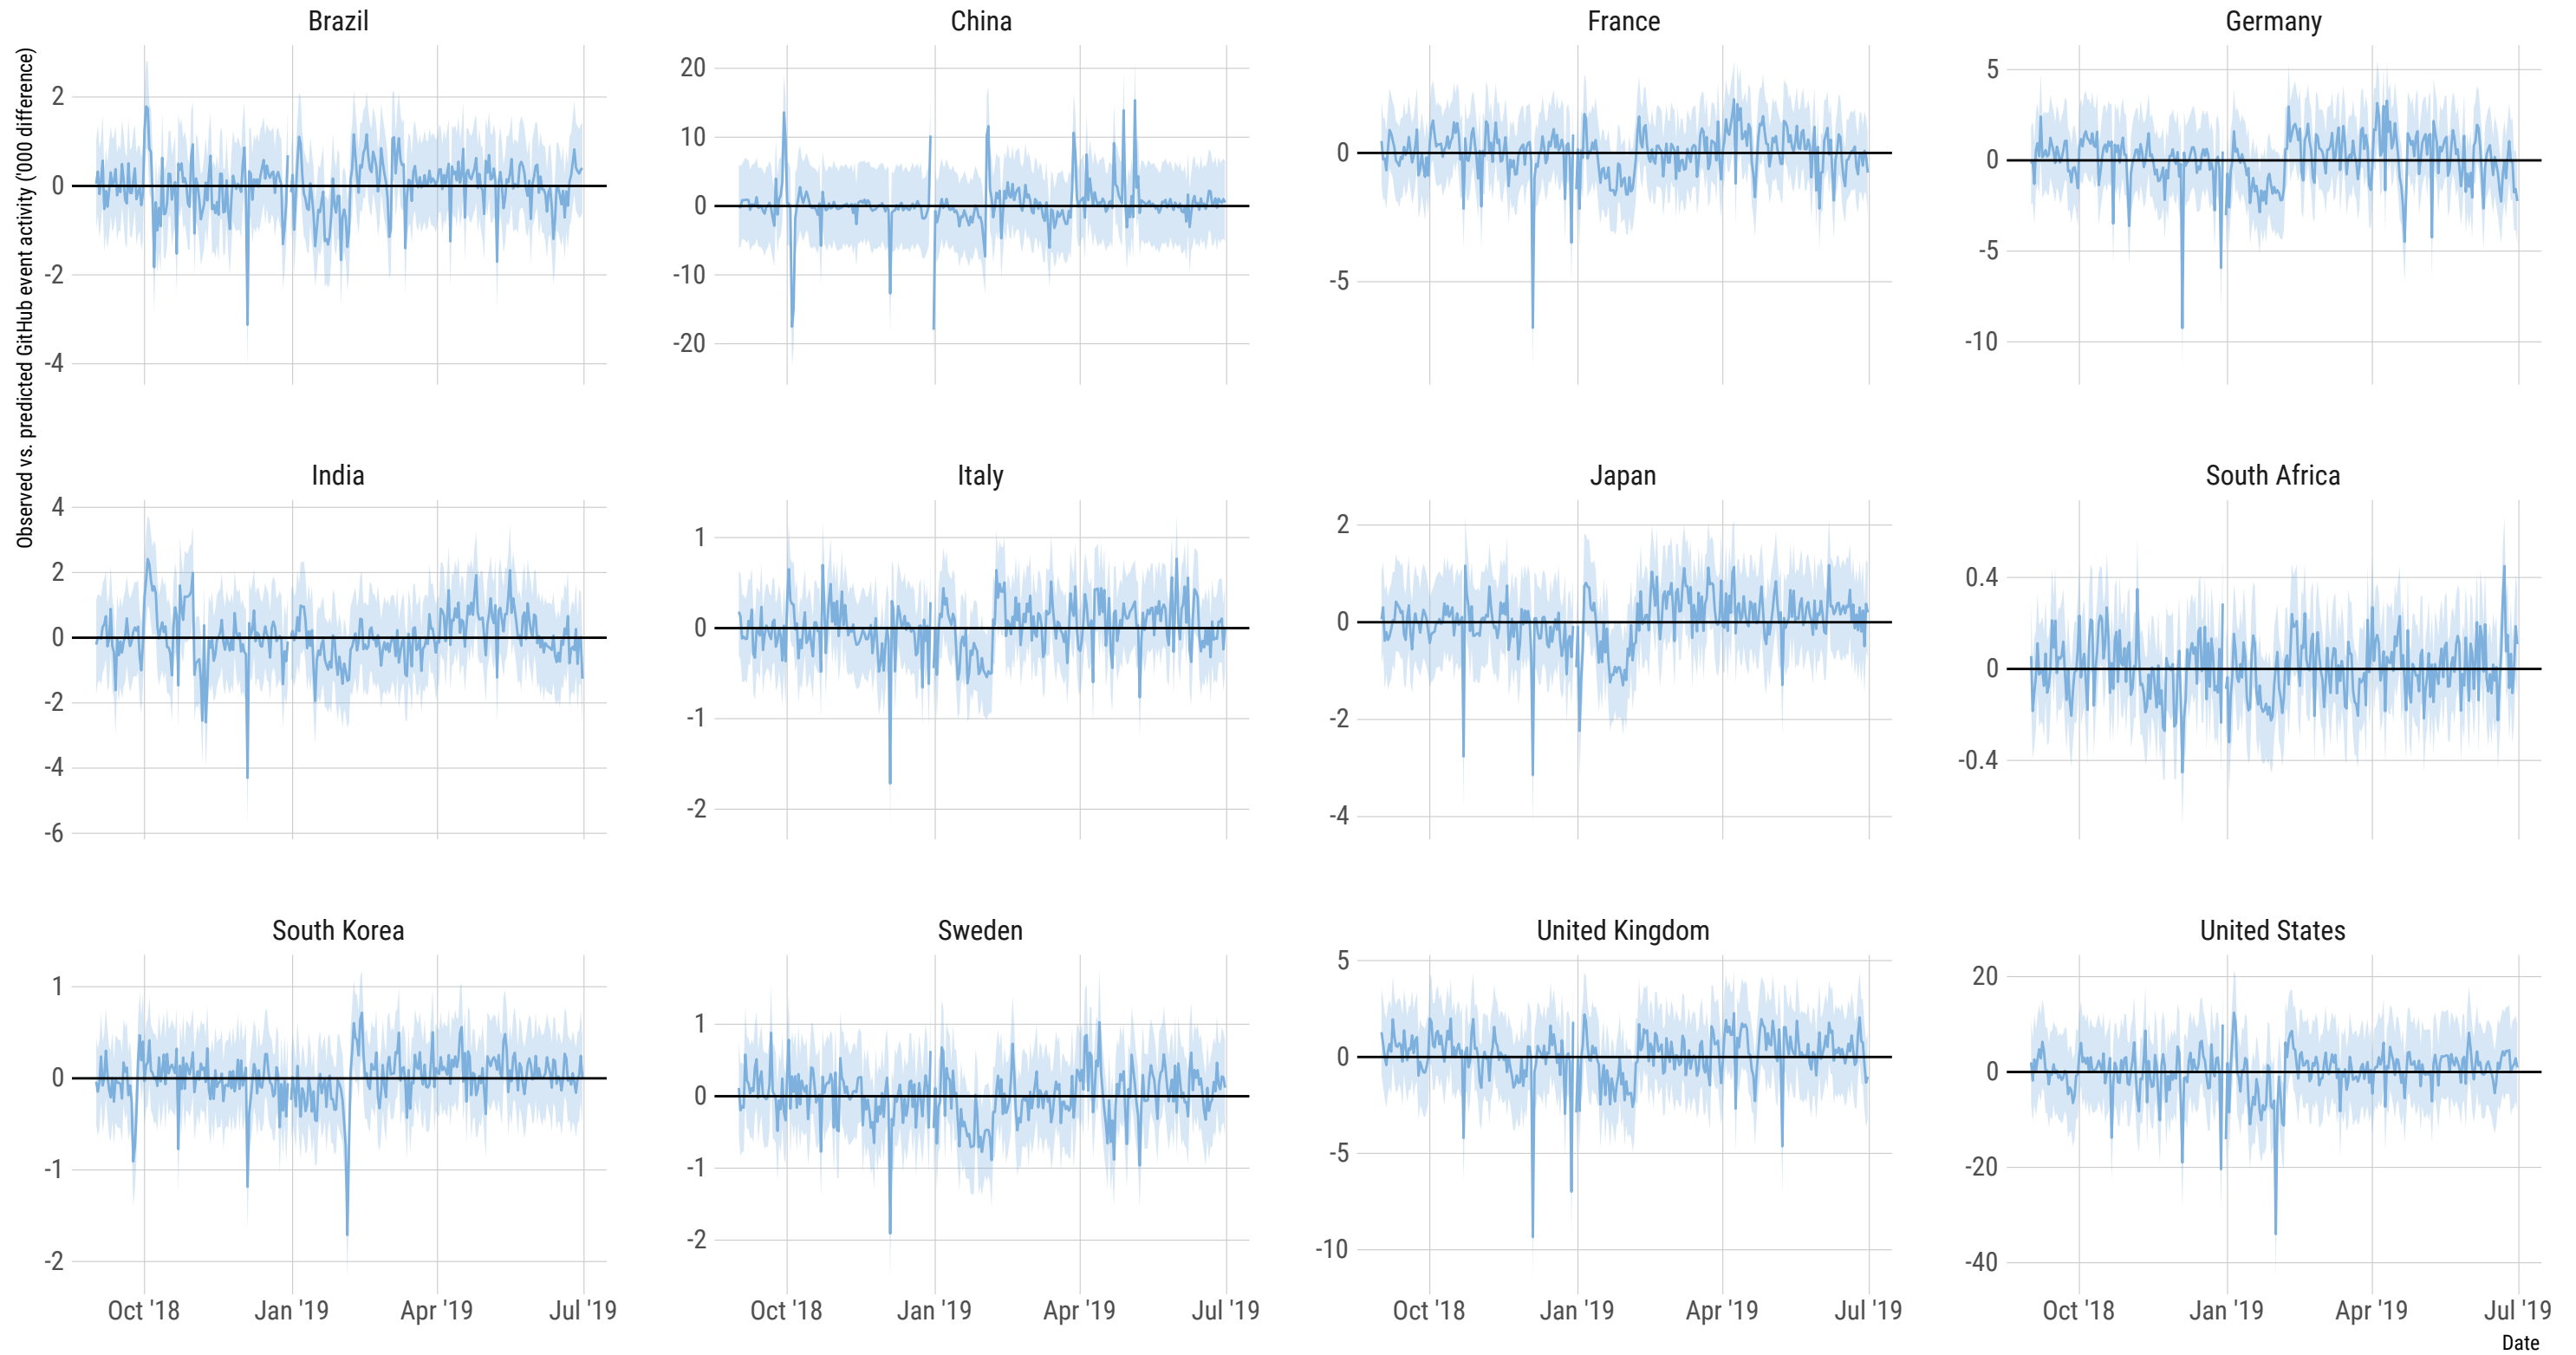 Observed vs. predicted GitHub event activity ('000 difference)
Brazil
2
0
-2
-4
China
20
10
0
-10
-20
France
0
-5
Germany
5
0
-5
-10
India
4
2
0
-2
-4
-6
Italy
1
0
-1
-2
Japan
2
0
-2
-4
South Africa
0.4
0
-0.4
South Korea
1
0
-1
-2
Oct '18 Jan '19 Apr '19 Jul '19
Sweden
1
0
-1
-2
Oct '18 Jan '19 Apr '19 Jul '19
United Kingdom
5
0
-5
-10
Oct '18 Jan '19 Apr '19 Jul '19
United States
20
0
-20
-40
Oct '18 Jan '19 Apr '19 Jul '19
Date